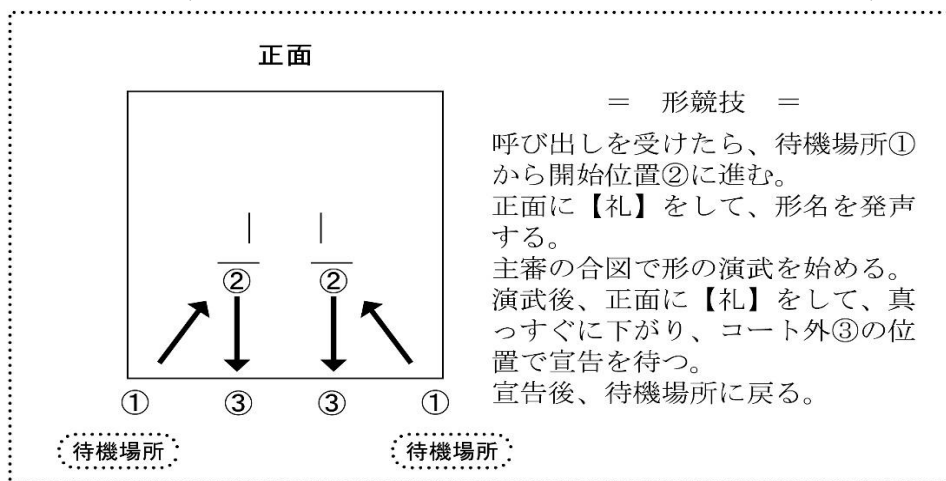 正面
= 形競技 =
呼び出しを受けたら、待機場所①
から開始位置②に進む。
正面に【礼】をして、形名を発声
する。
主審の合図で形の演武を始める。
演武後、正面に【礼】をして、真
っすぐに下がり、コート外③の位
置で宣告を待つ。
宣告後、待機場所に戻る。
② ②
① ③ ③ ①
待機場所 待機場所